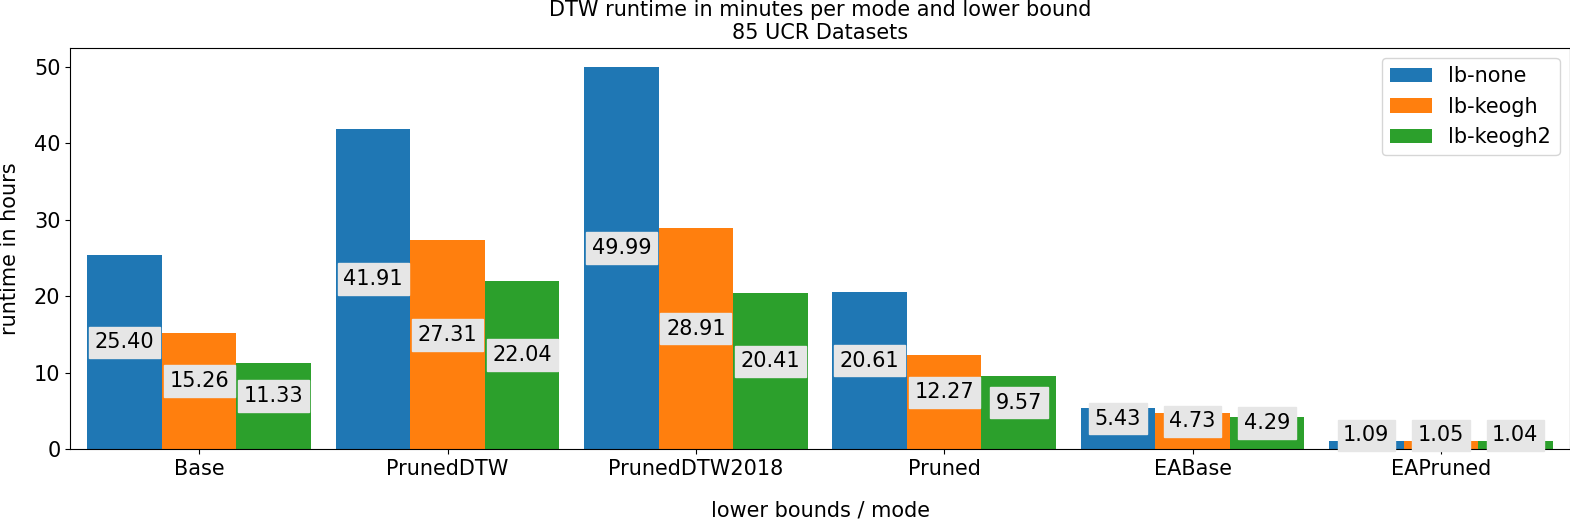 DTW runtime in minutes per mode and lower bound
85 UCR Datasets
runtime in hours
50
40
30
20
10
0
lb-none
lb-keogh
lb-keogh2
25.40
15.26
11.33
41.91
27.31
22.04
49.99
28.91
20.41
20.61
12.27
9.57
5.43
4.73
4.29
1.09
1.05
1.04
Base
PrunedDTW
PrunedDTW2018
Pruned
EABase
EAPruned
lower bounds / mode